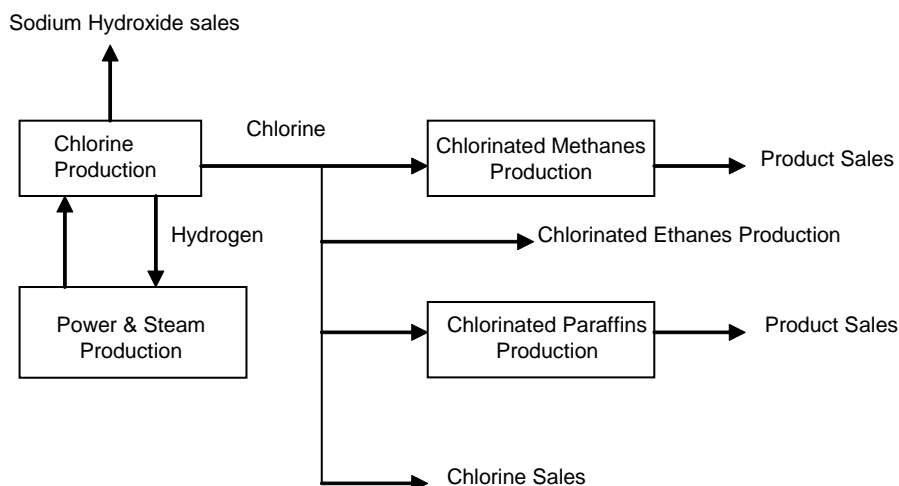 Sodium Hydroxide sales
Chlorine
Production
Chlorine
Chlorinated Methanes
Production
Product Sales
Hydrogen
Chlorinated Ethanes Production
Power & Steam
Production
Chlorinated Paraffins
Production
Product Sales
Chlorine Sales